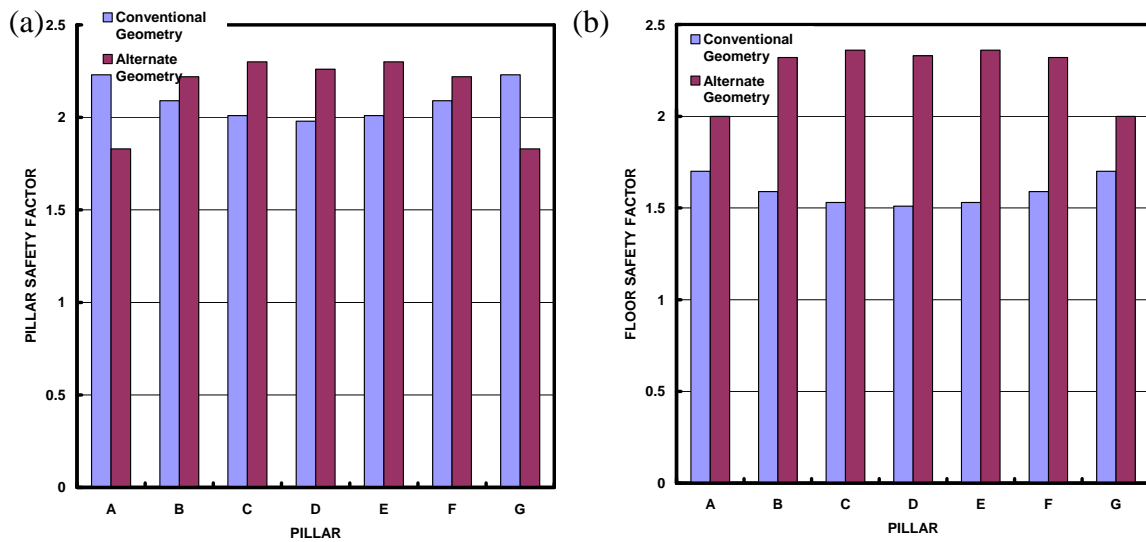 (a)
Conventional
Geometry
Alternate
Geometry
2.5
2
1.5
1
0.5
0
PILLAR SAFETY FACTOR
A B C D E F G
PILLAR
(b)
Conventional
Geometry
Alternate
Geometry
2.5
2
1.5
1
0.5
0
FLOOR SAFETY FACTOR
A B C D E F G
PILLAR